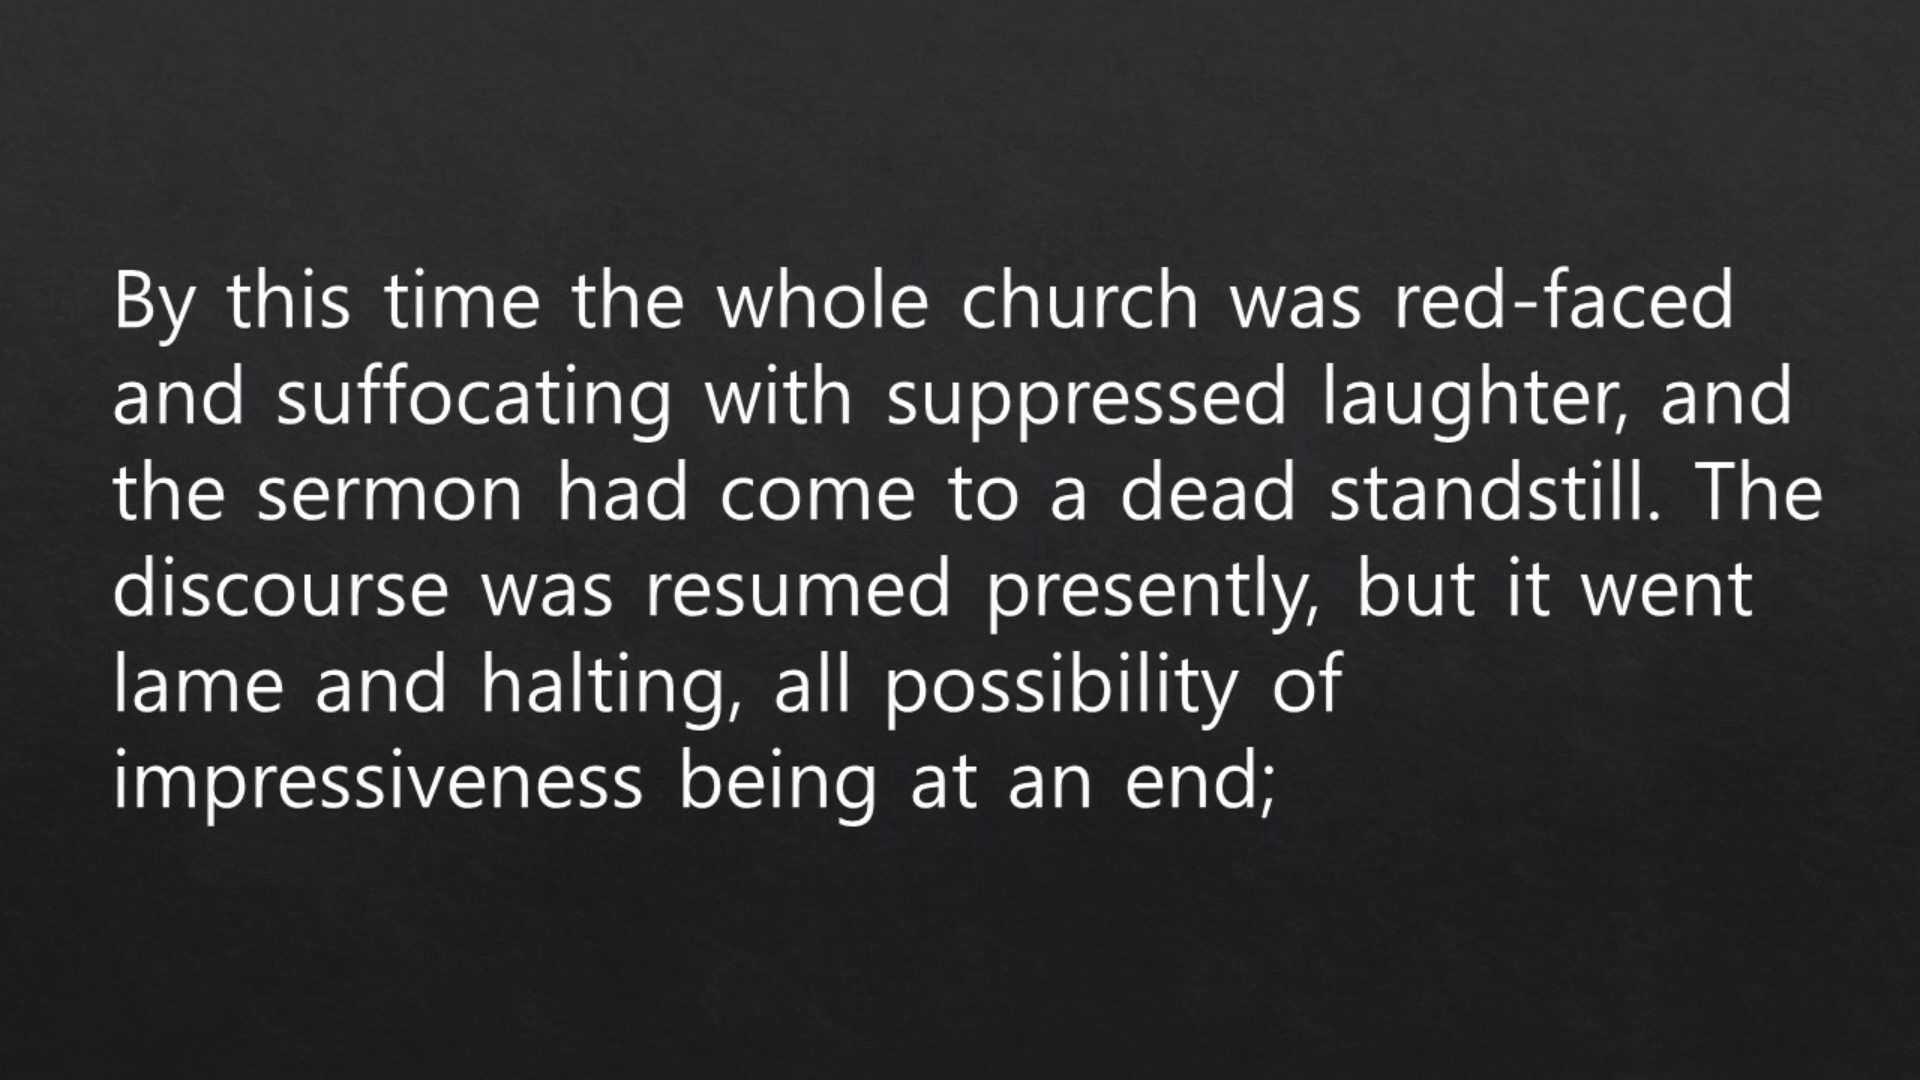 By this time the whole church was red-faced
and suffocating with suppressed laughter, and
the sermon had come to a dead standstill. The
discourse was resumed presently, but it went
lame and halting, all possibility of
impressiveness being at an end;